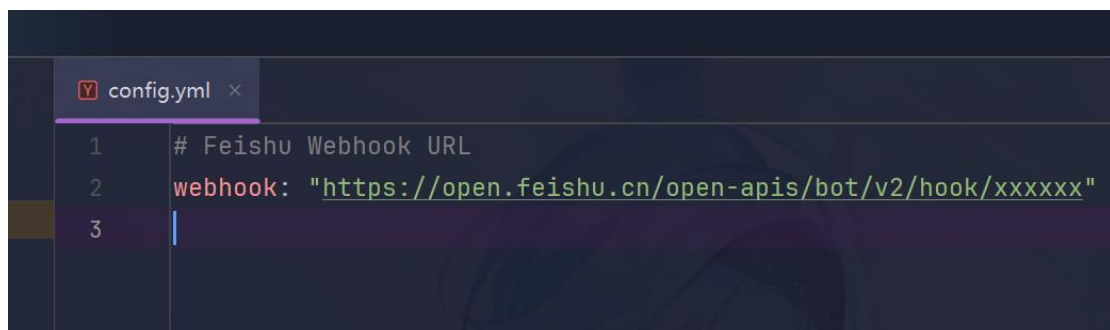 config.yml
1 # Feishu Webhook URL
2 webhook: "https://open.feishu.cn/open-apis/bot/v2/hook/xxxxxx"
3